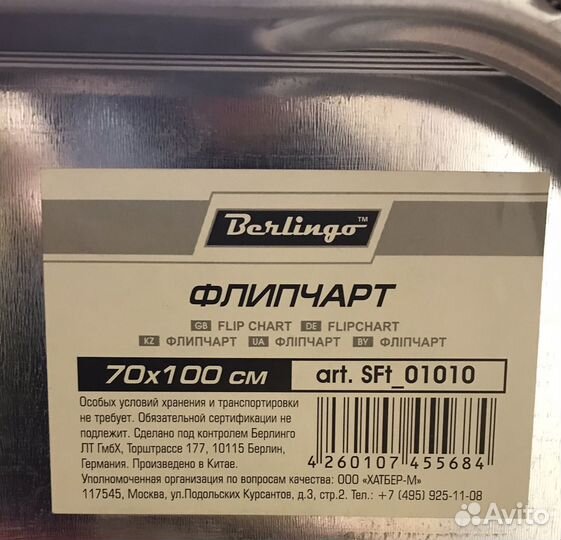 Berlingo™
ФЛИПЧАРТ
GB FLIP CHART DE FLIPCHART
KZ ФЛИПЧАРТ UA ФЛІПЧАРТ BY ФЛІПЧАРТ
70x100 см art. SFt_01010
Особых условий хранения и транспортировки
не требует. Обязательной сертификации не
подлежит. Сделано под контролем Берлинго
ЛТ ГмбХ, Торштрассе 177, 10115 Берлин,
Германия. Произведено в Китае.
4 260107 455684
Уполномоченная организация по вопросам качества: ООО «ХАТБЕР-М»
117545, Москва, ул.Подольских Курсантов, д.3, стр.2. Тел.: +7 (495) 925-11-08
Avito